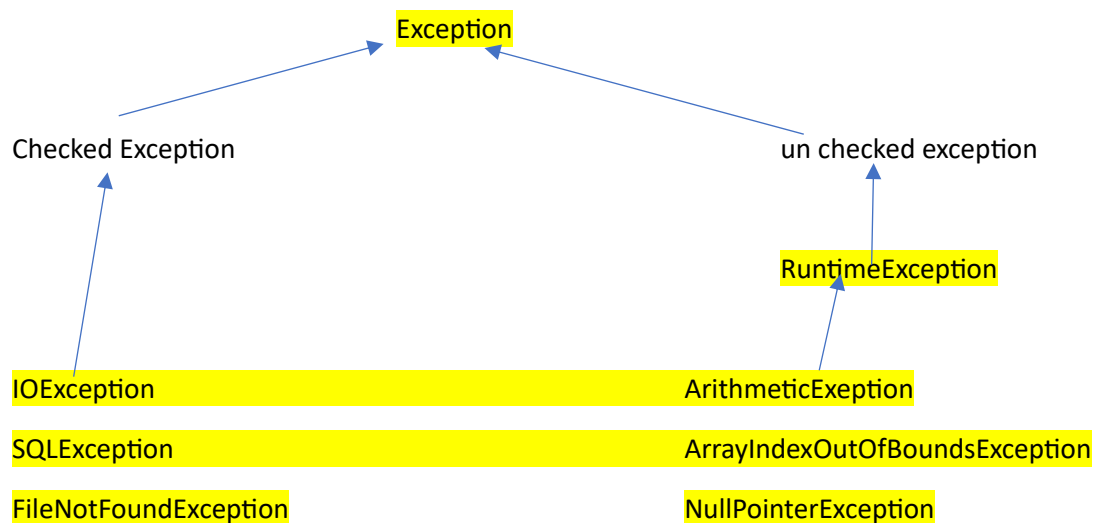 Exception
Checked Exception un checked exception
RuntimeException
IOException ArithmeticExeption
SQLException ArrayIndexOutOfBoundsException
FileNotFoundException NullPointerException